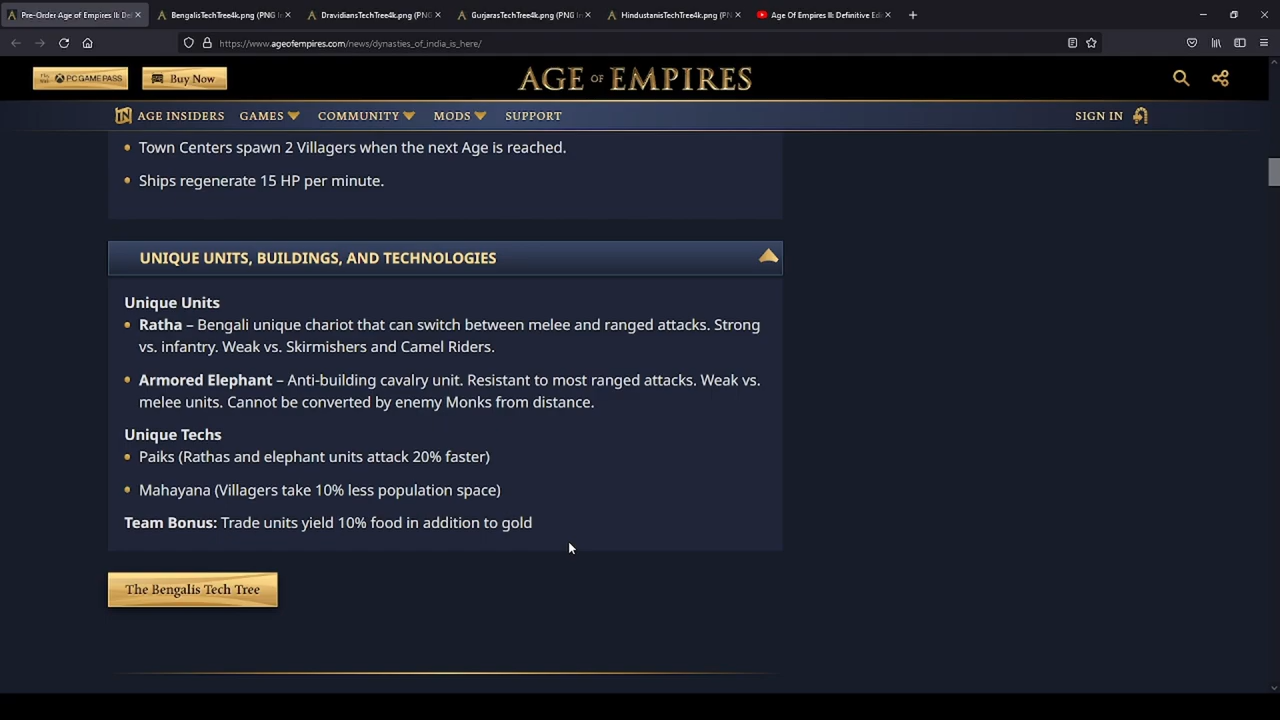 Pre-Order Age of Empires II: Defi
BengalisTechTree4k.png (PNG I
DravidiansTechTree4k.png (PNG
GurjarasTechTree4k.png (PNG In
HindustanisTechTree4k.png (PN
Age Of Empires II: Definitive Edi
https://www.ageofempires.com/news/dynasties_of_india_is_here/
PC GAME PASS
Buy Now
AGE OF EMPIRES
AGE INSIDERS GAMES COMMUNITY MODS SUPPORT SIGN IN
• Town Centers spawn 2 Villagers when the next Age is reached.
• Ships regenerate 15 HP per minute.
UNIQUE UNITS, BUILDINGS, AND TECHNOLOGIES
Unique Units
• Ratha – Bengali unique chariot that can switch between melee and ranged attacks. Strong
vs. infantry. Weak vs. Skirmishers and Camel Riders.
• Armored Elephant – Anti-building cavalry unit. Resistant to most ranged attacks. Weak vs.
melee units. Cannot be converted by enemy Monks from distance.
Unique Techs
• Paiks (Rathas and elephant units attack 20% faster)
• Mahayana (Villagers take 10% less population space)
Team Bonus: Trade units yield 10% food in addition to gold
The Bengalis Tech Tree